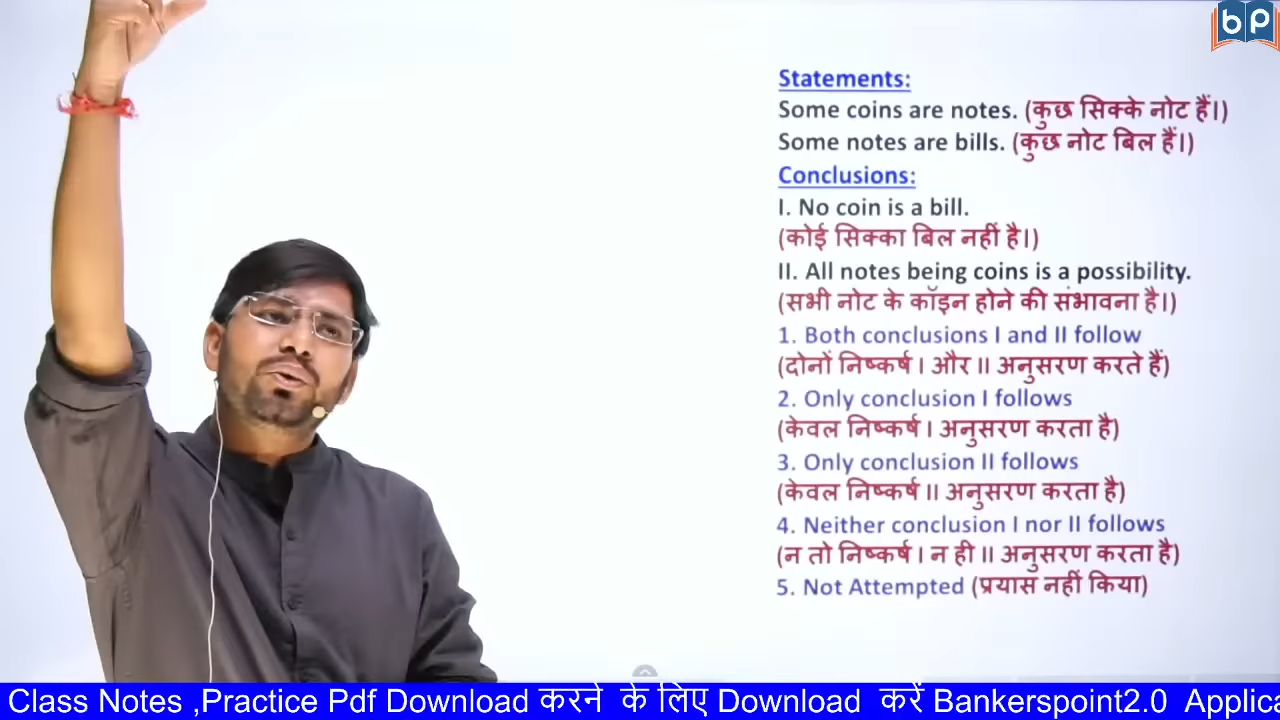 bp
Statements:
Some coins are notes. (कुछ सिक्के नोट हैं।)
Some notes are bills. (कुछ नोट बिल हैं।)
Conclusions:
I. No coin is a bill.
(कोई सिक्का बिल नहीं है।)
II. All notes being coins is a possibility.
(सभी नोट के कॉइन होने की संभावना है।)
1. Both conclusions I and II follow
(दोनों निष्कर्ष I और II अनुसरण करते हैं)
2. Only conclusion I follows
(केवल निष्कर्ष I अनुसरण करता है)
3. Only conclusion II follows
(केवल निष्कर्ष II अनुसरण करता है)
4. Neither conclusion I nor II follows
(न तो निष्कर्ष I न ही II अनुसरण करता है)
5. Not Attempted (प्रयास नहीं किया)
Class Notes ,Practice Pdf Download करने के लिए Download करें Bankerspoint2.0 Applica